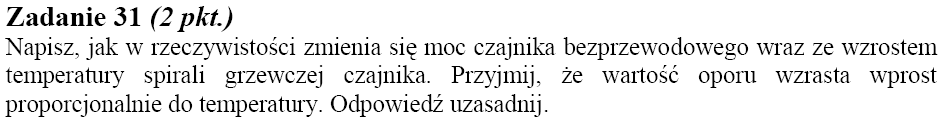 Zadanie 31 (2 pkt.)
Napisz, jak w rzeczywistości zmienia się moc czajnika bezprzewodowego wraz ze wzrostem
temperatury spirali grzewczej czajnika. Przyjmij, że wartość oporu wzrasta wprost
proporcjonalnie do temperatury. Odpowiedź uzasadnij.